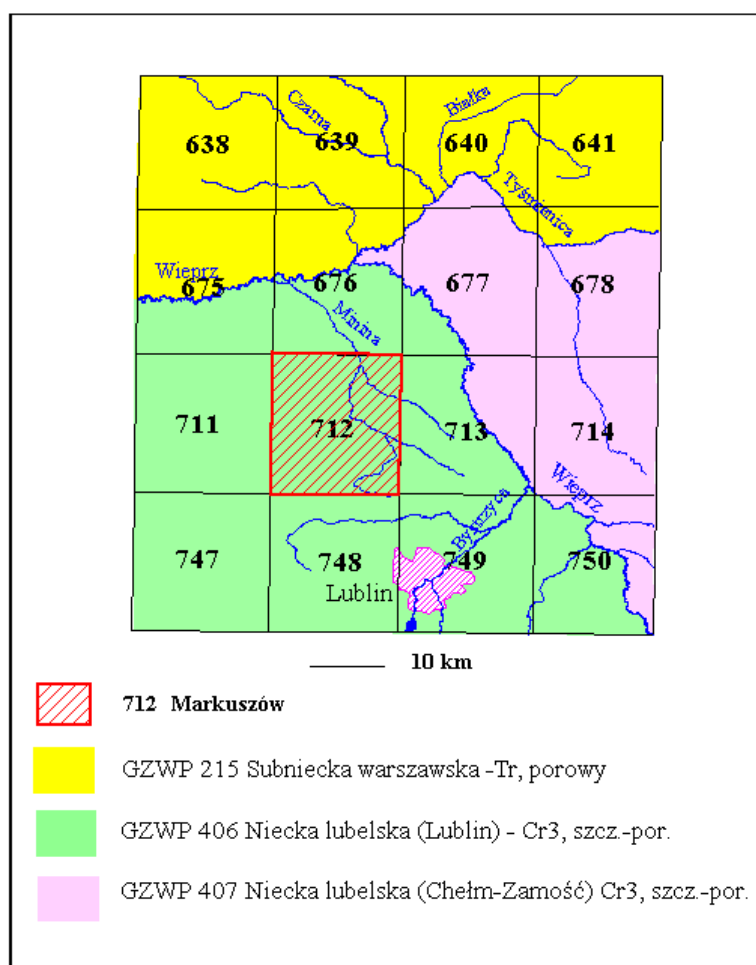 Czarna
Białka
638
639
640
641
Tyśmienica
Wieprz
675
676
677
678
Minina
711
712
713
714
Wieprz
Bystrzyca
747
748
749
750
Lublin
10 km
712 Markuszów
GZWP 215 Subniecka warszawska -Tr, porowy
GZWP 406 Niecka lubelska (Lublin) - Cr3, szcz.-por.
GZWP 407 Niecka lubelska (Chełm-Zamość) Cr3, szcz.-por.